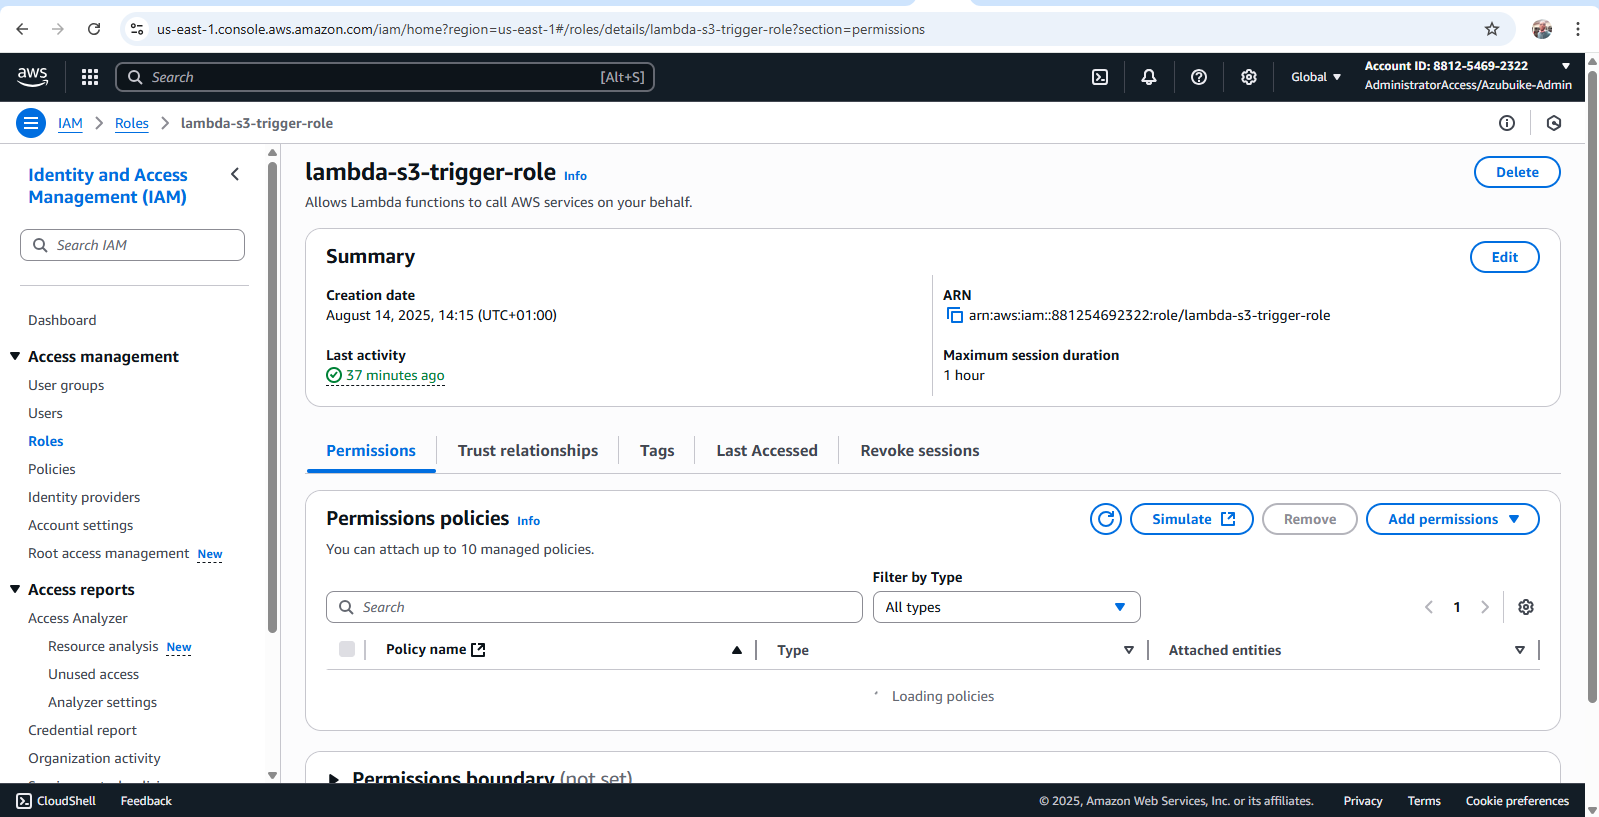 us-east-1.console.aws.amazon.com/iam/home?region=us-east-1#/roles/details/lambda-s3-trigger-role?section=permissions
aws
Search [Alt+S]
Global
Account ID: 8812-5469-2322
AdministratorAccess/Azubuike-Admin
IAM > Roles > lambda-s3-trigger-role
Identity and Access
Management (IAM)
Search IAM
Dashboard
Access management
User groups
Users
Roles
Policies
Identity providers
Account settings
Root access management New
Access reports
Access Analyzer
Resource analysis New
Unused access
Analyzer settings
Credential report
Organization activity
lambda-s3-trigger-role Info
Delete
Allows Lambda functions to call AWS services on your behalf.
Summary
Edit
Creation date
August 14, 2025, 14:15 (UTC+01:00)
ARN
arn:aws:iam::881254692322:role/lambda-s3-trigger-role
Last activity
37 minutes ago
Maximum session duration
1 hour
Permissions
Trust relationships
Tags
Last Accessed
Revoke sessions
Permissions policies Info
Simulate
Remove
Add permissions
You can attach up to 10 managed policies.
Filter by Type
Search
All types
1
Policy name
Type
Attached entities
Loading policies
Permissions boundary (not set)
CloudShell
Feedback
© 2025, Amazon Web Services, Inc. or its affiliates.
Privacy
Terms
Cookie preferences